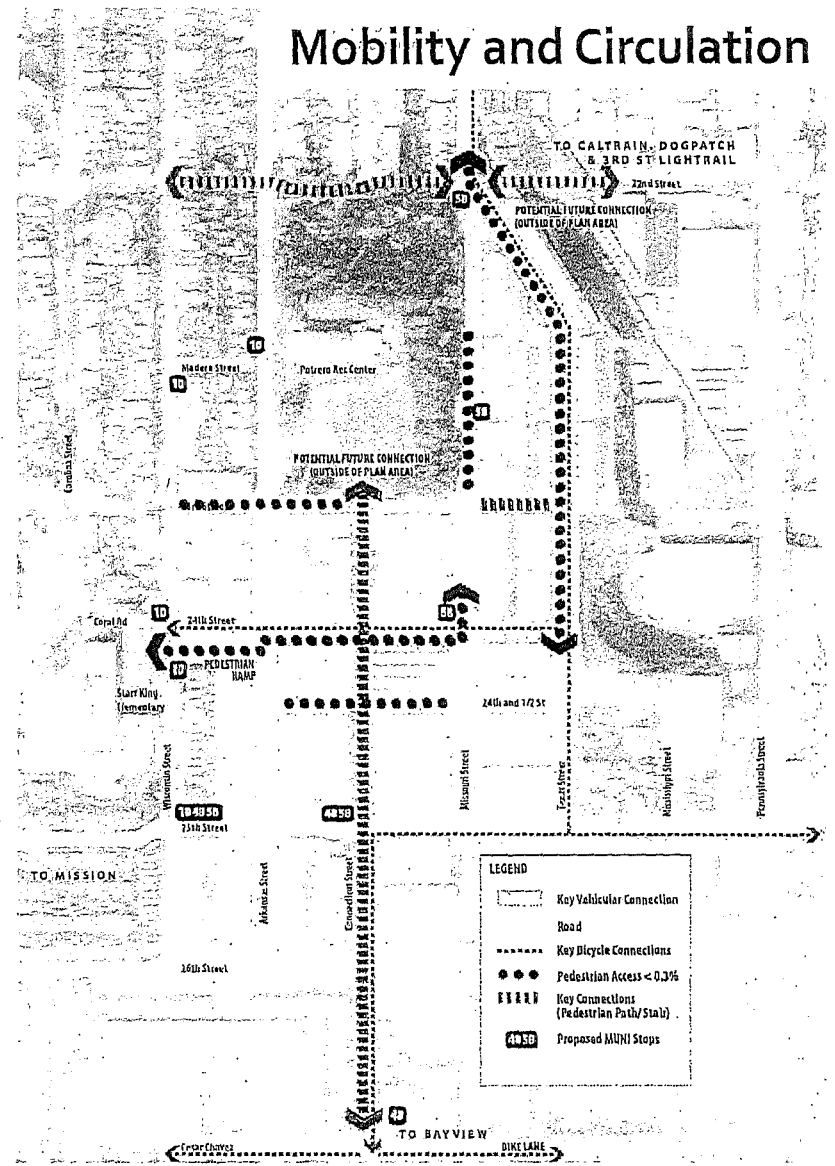 Mobility and Circulation
TO CALTRAIN, DOGPATCH
& 3RD ST LIGHTRAIL
22nd Street
POTENTIAL FUTURE CONNECTION
(OUTSIDE OF PLAN AREA)
Madera Street
Potrero Rec Center
Carolina Street
POTENTIAL FUTURE CONNECTION
(OUTSIDE OF PLAN AREA)
Coral Rd
24th Street
PEDESTRIAN
RAMP
Starr King
Elementary
24th and 1/2 St
Wisconsin Street
Missouri Street
Texas Street
Mississippi Street
Pennsylvania Street
25th Street
TO MISSION
Arkansas Street
Connecticut Street
26th Street
LEGEND
Key Vehicular Connection
Road
Key Bicycle Connections
Pedestrian Access < 0.3%
Key Connections
(Pedestrian Path/Stair)
Proposed MUNI Stops
TO BAYVIEW
Cesar Chavez
BIKE LANE